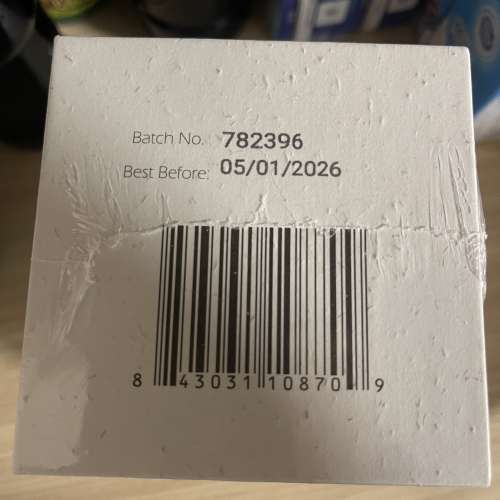 Batch No. 782396
Best Before: 05/01/2026
8 43031 10870 9